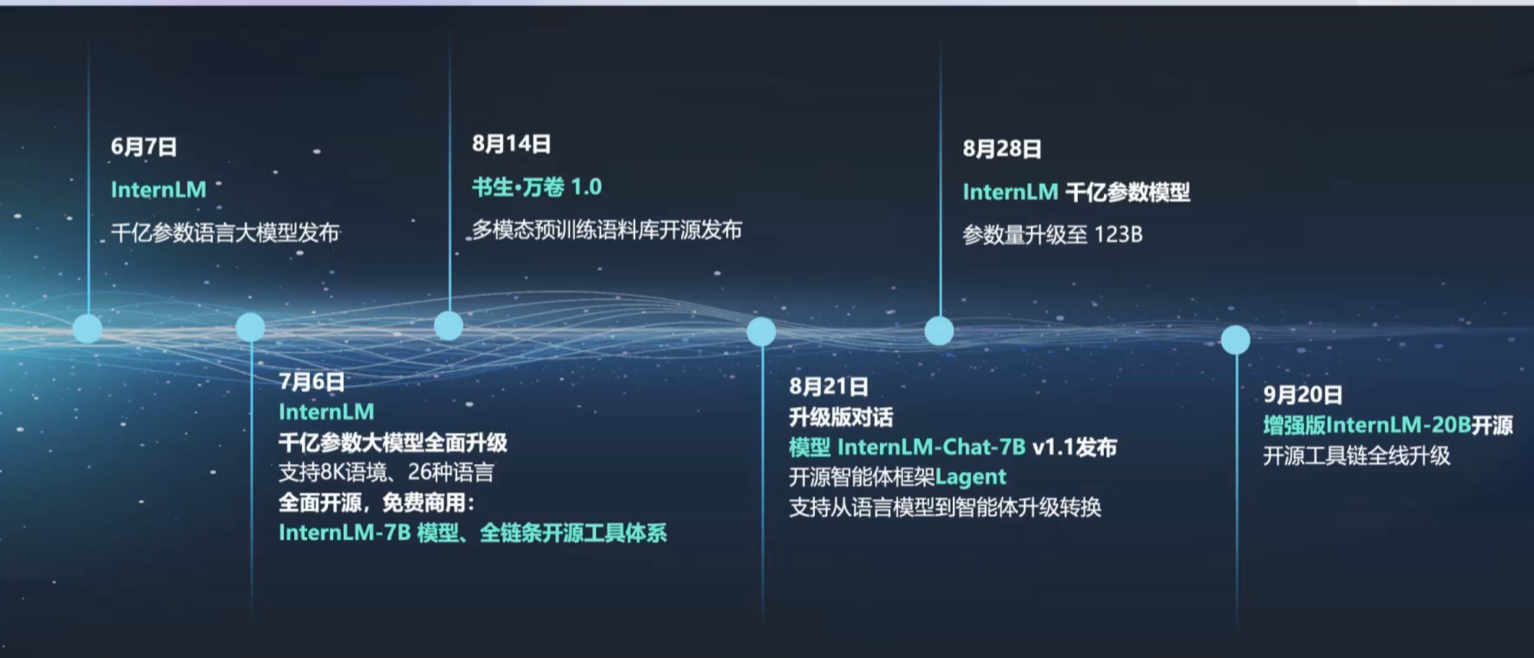 6月7日
InternLM
千亿参数语言大模型发布
7月6日
InternLM
千亿参数大模型全面升级
支持8K语境、26种语言
全面开源，免费商用：
InternLM-7B 模型、全链条开源工具体系
8月14日
书生·万卷 1.0
多模态预训练语料库开源发布
8月21日
升级版对话
模型 InternLM-Chat-7B v1.1发布
开源智能体框架Lagent
支持从语言模型到智能体升级转换
8月28日
InternLM 千亿参数模型
参数量升级至 123B
9月20日
增强版InternLM-20B开源
开源工具链全线升级